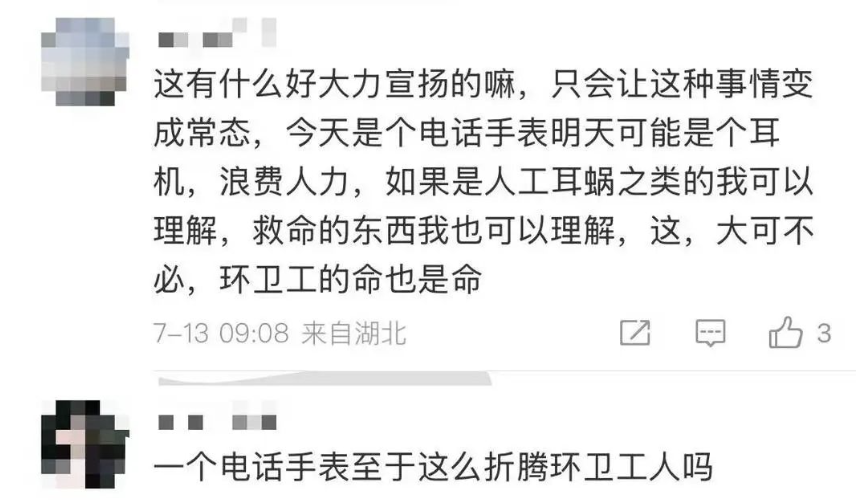 这有什么好大力宣扬的嘛，只会让这种事情变
成常态，今天是个电话手表明天可能是个耳
机，浪费人力，如果是人工耳蜗之类的我可以
理解，救命的东西我也可以理解，这，大可不
必，环卫工的命也是命
7-13 09:08 来自湖北
3
一个电话手表至于这么折腾环卫工人吗